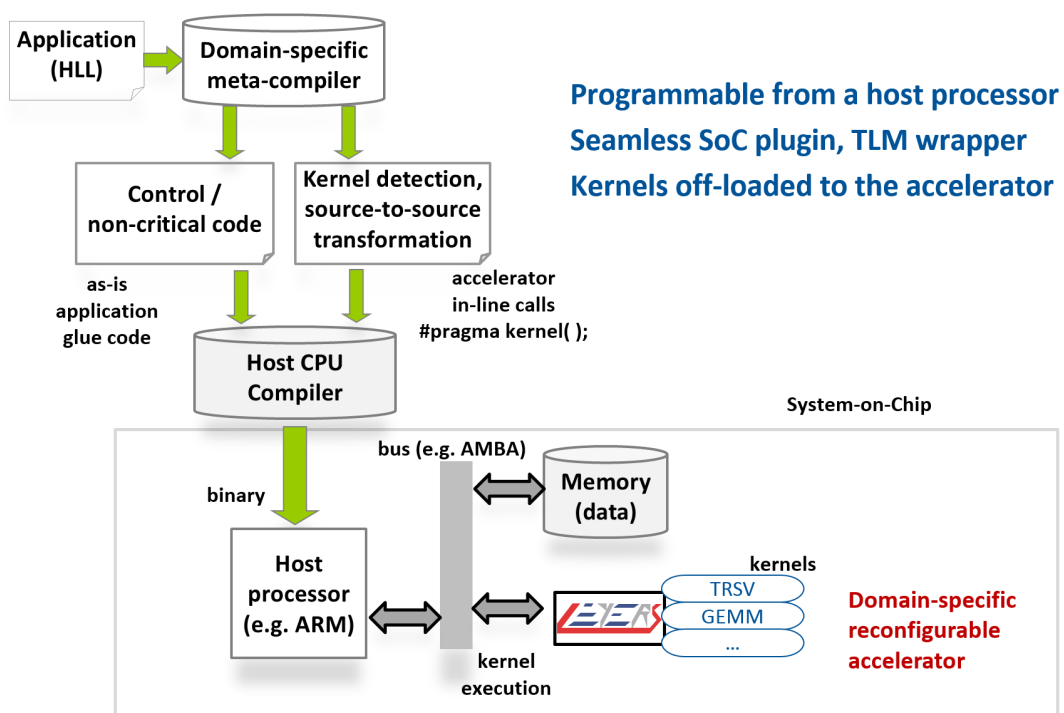 Application
(HLL)
Domain-specific
meta-compiler
Programmable from a host processor
Seamless SoC plugin, TLM wrapper
Kernels off-loaded to the accelerator
Control /
non-critical code
Kernel detection,
source-to-source
transformation
as-is
application
glue code
accelerator
in-line calls
#pragma kernel( );
Host CPU
Compiler
System-on-Chip
bus (e.g. AMBA)
binary
Memory
(data)
Host
processor
(e.g. ARM)
kernels
TRSV
GEMM
...
LEYERS
Domain-specific
reconfigurable
accelerator
kernel
execution